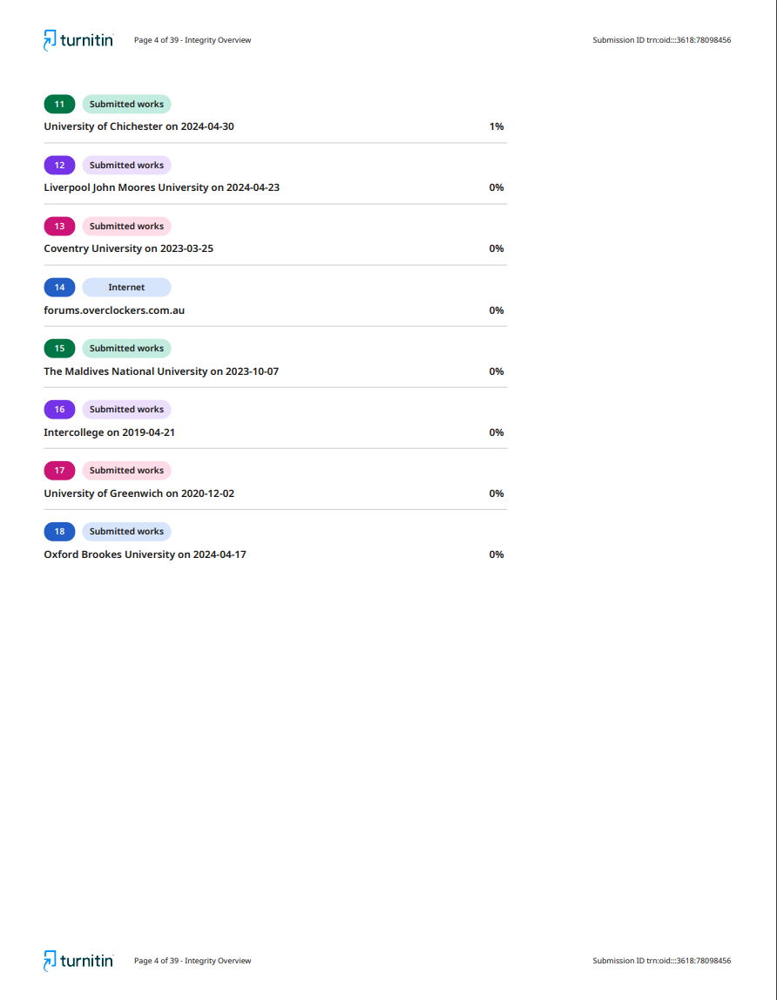 turnitin Page 4 of 39 - Integrity Overview Submission ID trn:oid:::3618:78098456
11 Submitted works
University of Chichester on 2024-04-30 1%
12 Submitted works
Liverpool John Moores University on 2024-04-23 0%
13 Submitted works
Coventry University on 2023-03-25 0%
14 Internet
forums.overclockers.com.au 0%
15 Submitted works
The Maldives National University on 2023-10-07 0%
16 Submitted works
Intercollege on 2019-04-21 0%
17 Submitted works
University of Greenwich on 2020-12-02 0%
18 Submitted works
Oxford Brookes University on 2024-04-17 0%
turnitin Page 4 of 39 - Integrity Overview Submission ID trn:oid:::3618:78098456